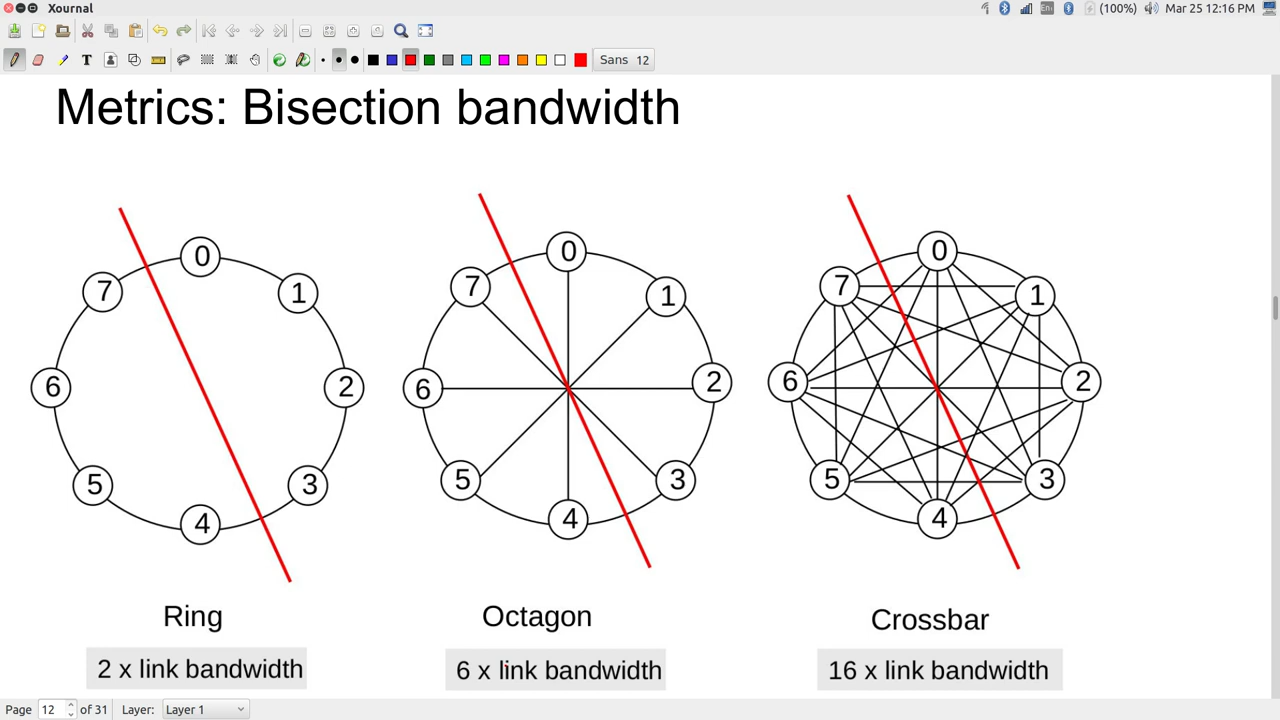 Xournal
En
(100%)
Mar 25 12:16 PM
T
Sans 12
Metrics: Bisection bandwidth
0
7
1
6
2
5
3
4
0
7
1
6
2
5
3
4
0
7
1
6
2
5
3
4
Ring
Octagon
Crossbar
2 x link bandwidth
6 x link bandwidth
16 x link bandwidth
Page 12 of 31 Layer: Layer 1